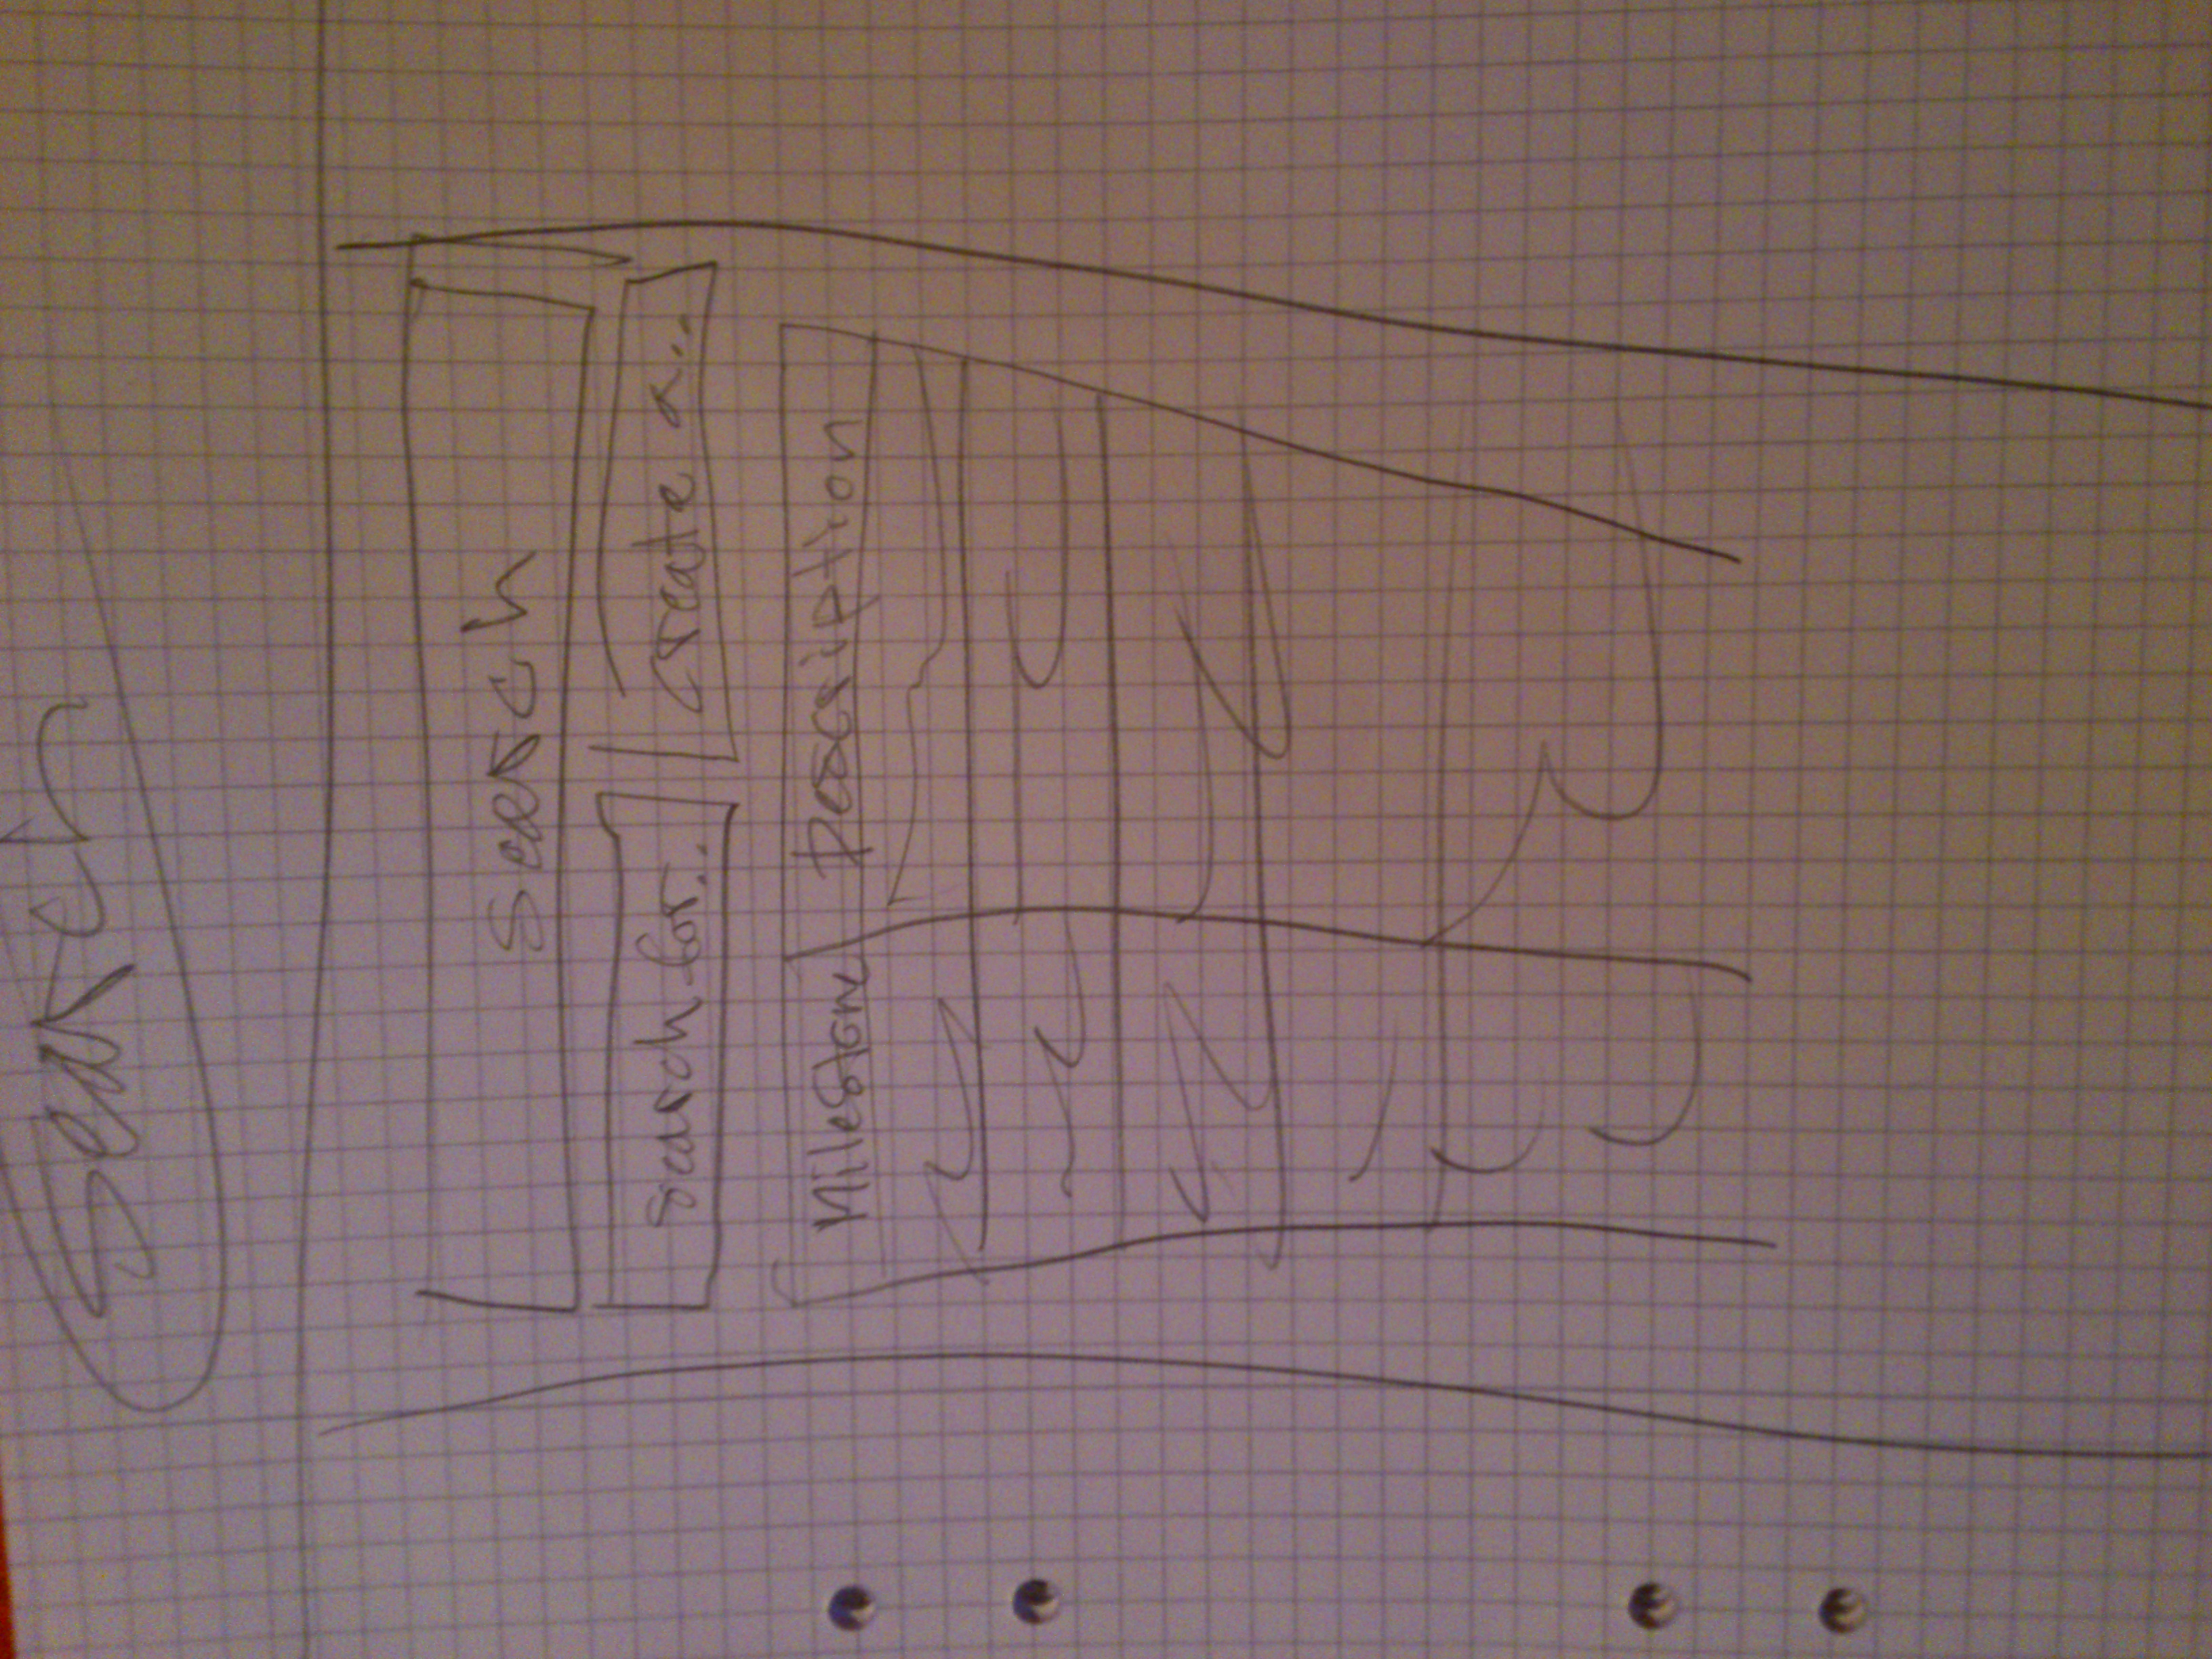 Search
search
search for..
create a..
Milestone Description